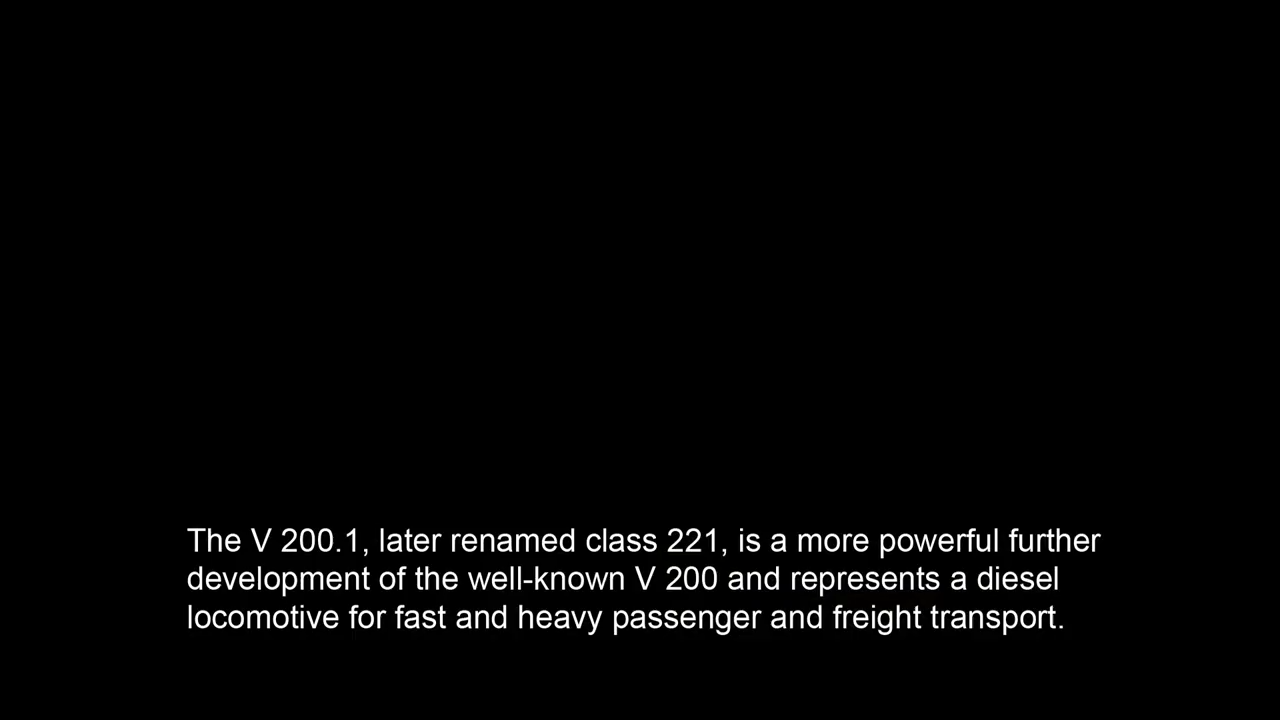 The V 200.1, later renamed class 221, is a more powerful further
development of the well-known V 200 and represents a diesel
locomotive for fast and heavy passenger and freight transport.